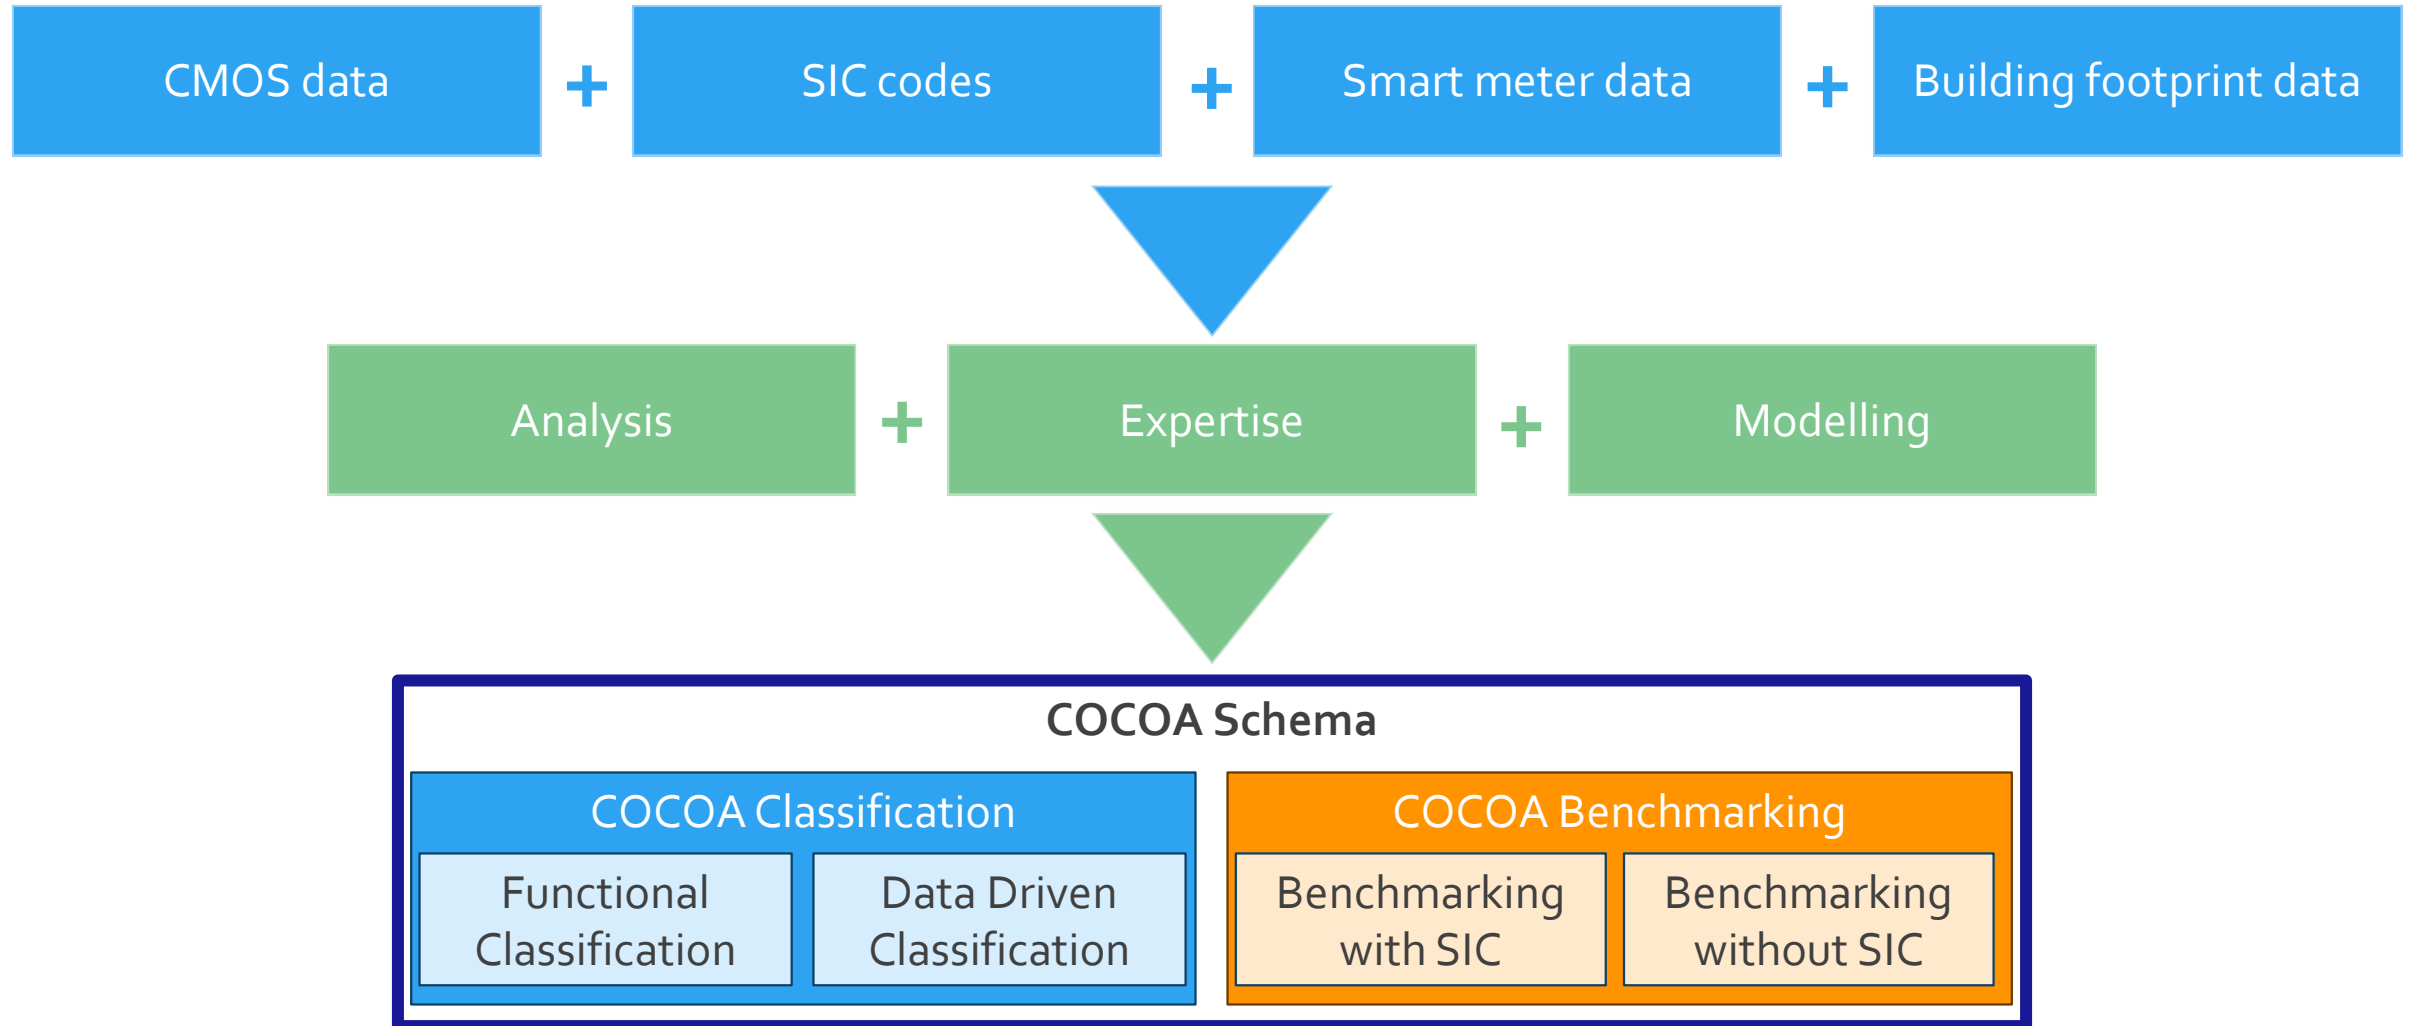 CMOS data + SIC codes + Smart meter data + Building footprint data
Analysis + Expertise + Modelling
COCOA Schema
COCOA Classification
Functional
Classification
Data Driven
Classification
COCOA Benchmarking
Benchmarking
with SIC
Benchmarking
without SIC